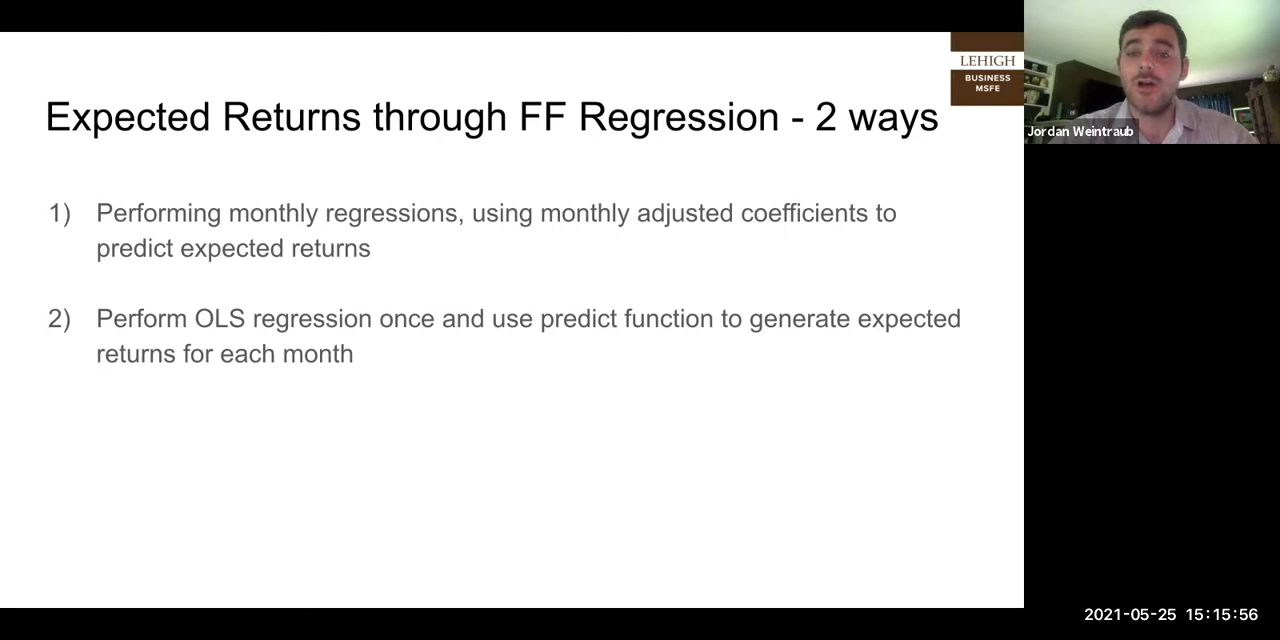 LEHIGH
BUSINESS
MSFE
Expected Returns through FF Regression - 2 ways
Jordan Weintraub
1) Performing monthly regressions, using monthly adjusted coefficients to
predict expected returns
2) Perform OLS regression once and use predict function to generate expected
returns for each month
2021-05-25 15:15:56